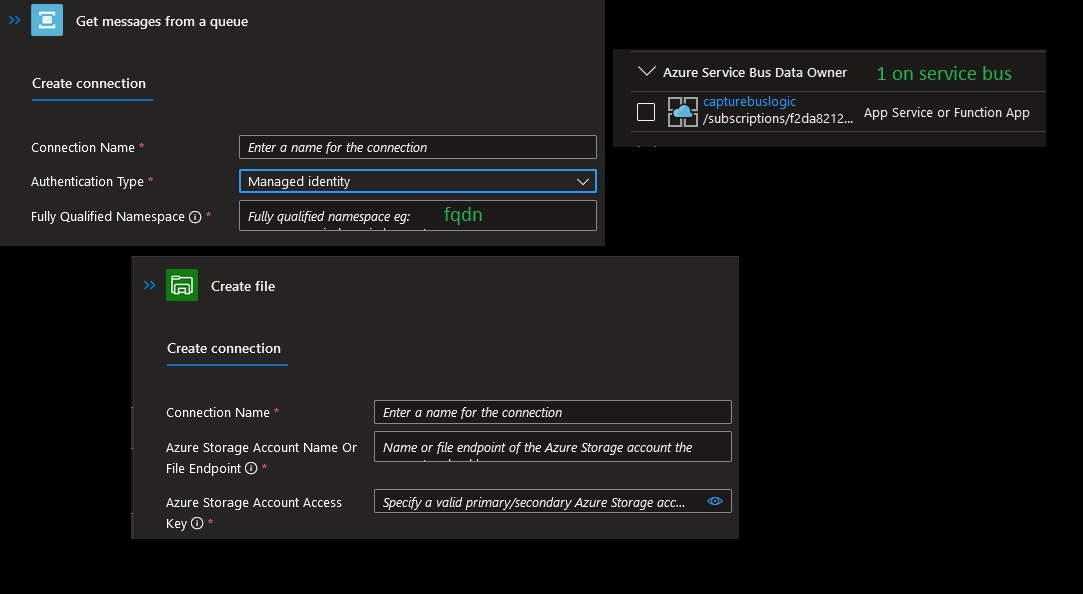 Get messages from a queue
Create connection
Connection Name *
Enter a name for the connection
Authentication Type *
Managed identity
Fully Qualified Namespace *
Fully qualified namespace eg:
fqdn
Azure Service Bus Data Owner
1 on service bus
capturebuslogic
/subscriptions/f2da8212...
App Service or Function App
Create file
Create connection
Connection Name *
Enter a name for the connection
Azure Storage Account Name Or
File Endpoint *
Name or file endpoint of the Azure Storage account the
Azure Storage Account Access
Key *
Specify a valid primary/secondary Azure Storage acc...